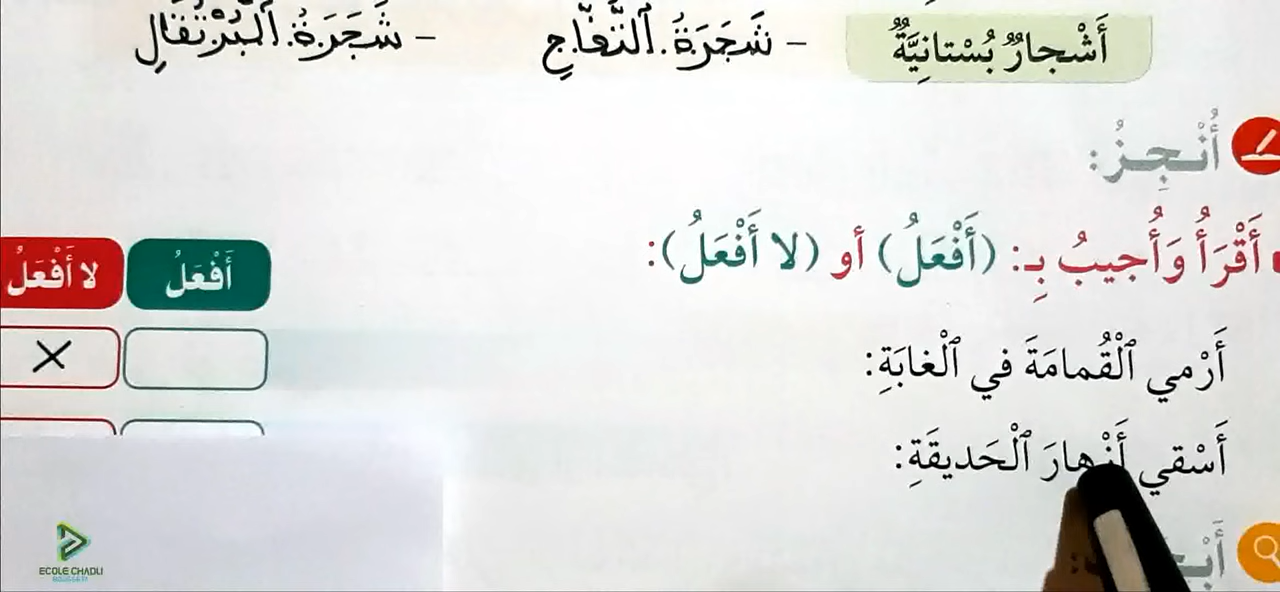 أَشْجارٌ بُسْتانِيَّةٌ – شَجَرَةُ ٱلتُّفَّاحِ – شَجَرَةُ ٱلْبُرْتُقَالِ
أُنْجِزُ:
أَقْرَأُ وَأُجيبُ بِـ: (أَفْعَلُ) أو (لا أَفْعَلُ):
أَفْعَلُ لا أَفْعَلُ
أَرْمي ٱلْقُمامَةَ في ٱلْغابَةِ: ×
أَسْقي أَزْهارَ ٱلْحَديقَةِ:
ECOLE CHADLI